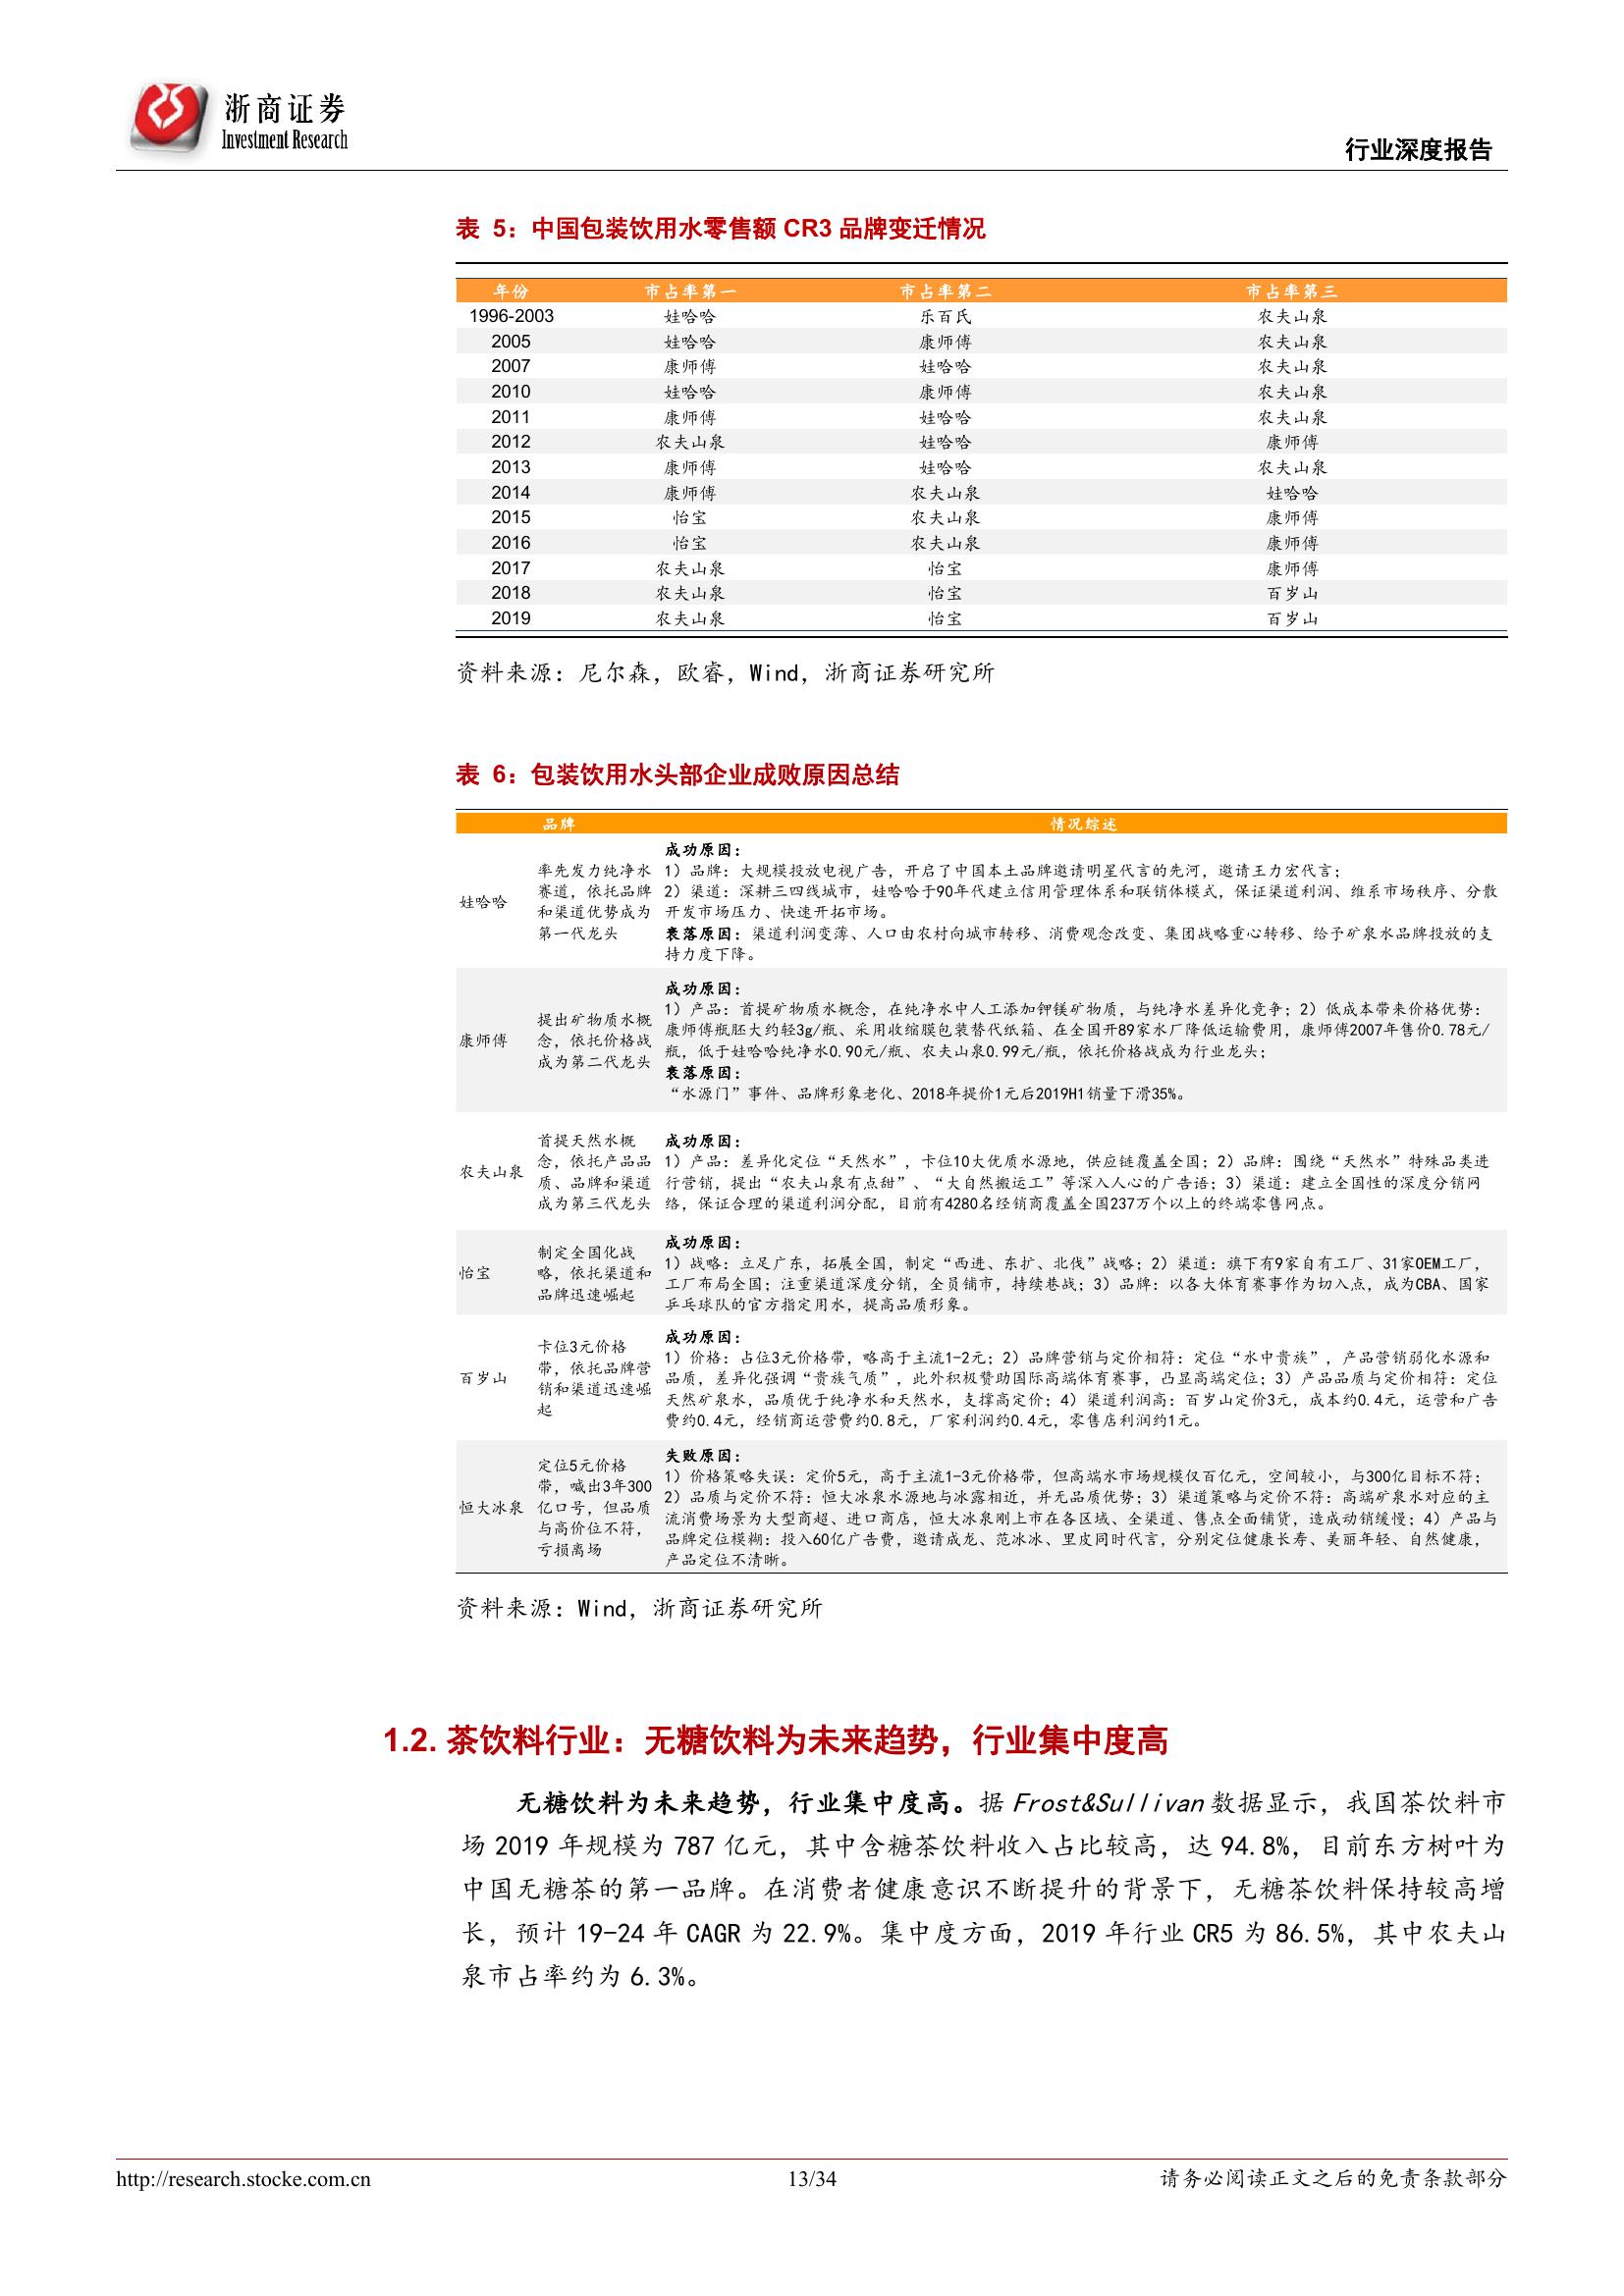 浙商证券
Investment Research
行业深度报告
表 5：中国包装饮用水零售额 CR3 品牌变迁情况
年份 市占率第一 市占率第二 市占率第三
1996-2003 娃哈哈 乐百氏 农夫山泉
2005 娃哈哈 康师傅 农夫山泉
2007 康师傅 娃哈哈 农夫山泉
2010 娃哈哈 康师傅 农夫山泉
2011 康师傅 娃哈哈 农夫山泉
2012 农夫山泉 娃哈哈 康师傅
2013 康师傅 娃哈哈 农夫山泉
2014 康师傅 农夫山泉 娃哈哈
2015 怡宝 农夫山泉 康师傅
2016 怡宝 农夫山泉 康师傅
2017 农夫山泉 怡宝 康师傅
2018 农夫山泉 怡宝 百岁山
2019 农夫山泉 怡宝 百岁山
资料来源：尼尔森，欧睿，Wind，浙商证券研究所
表 6：包装饮用水头部企业成败原因总结
品牌 情况综述
娃哈哈
率先发力纯净水
赛道，依托品牌
和渠道优势成为
第一代龙头
成功原因：
1）品牌：大规模投放电视广告，开启了中国本土品牌邀请明星代言的先河，邀请王力宏代言；
2）渠道：深耕三四线城市，娃哈哈于90年代建立信用管理体系和联销体模式，保证渠道利润、维系市场秩序、分散
开发市场压力、快速开拓市场。
衰落原因：渠道利润变薄、人口由农村向城市转移、消费观念改变、集团战略重心转移、给予矿泉水品牌投放的支
持力度下降。
康师傅
提出矿物质水概
念，依托价格战
成为第二代龙头
成功原因：
1）产品：首提矿物质水概念，在纯净水中人工添加钾镁矿物质，与纯净水差异化竞争；2）低成本带来价格优势：
康师傅瓶胚大约轻3g/瓶、采用收缩膜包装替代纸箱、在全国开89家水厂降低运输费用，康师傅2007年售价0.78元/
瓶，低于娃哈哈纯净水0.90元/瓶、农夫山泉0.99元/瓶，依托价格战成为行业龙头；
衰落原因：
“水源门”事件、品牌形象老化、2018年提价1元后2019H1销量下滑35%。
农夫山泉
首提天然水概
念，依托产品品
质、品牌和渠道
成为第三代龙头
成功原因：
1）产品：差异化定位“天然水”，卡位10大优质水源地，供应链覆盖全国；2）品牌：围绕“天然水”特殊品类进
行营销，提出“农夫山泉有点甜”、“大自然搬运工”等深入人心的广告语；3）渠道：建立全国性的深度分销网
络，保证合理的渠道利润分配，目前有4280名经销商覆盖全国237万个以上的终端零售网点。
怡宝
制定全国化战
略，依托渠道和
品牌迅速崛起
成功原因：
1）战略：立足广东，拓展全国，制定“西进、东扩、北伐”战略；2）渠道：旗下有9家自有工厂、31家OEM工厂，
工厂布局全国；注重渠道深度分销，全员铺市，持续巷战；3）品牌：以各大体育赛事作为切入点，成为CBA、国家
乒乓球队的官方指定用水，提高品质形象。
百岁山
卡位3元价格
带，依托品牌营
销和渠道迅速崛
起
成功原因：
1）价格：占位3元价格带，略高于主流1-2元；2）品牌营销与定价相符：定位“水中贵族”，产品营销弱化水源和
品质，差异化强调“贵族气质”，此外积极赞助国际高端体育赛事，凸显高端定位；3）产品品质与定价相符：定位
天然矿泉水，品质优于纯净水和天然水，支撑高定价；4）渠道利润高：百岁山定价3元，成本约0.4元，运营和广告
费约0.4元，经销商运营费约0.8元，厂家利润约0.4元，零售店利润约1元。
恒大冰泉
定位5元价格
带，喊出3年300
亿口号，但品质
与高价位不符，
亏损离场
失败原因：
1）价格策略失误：定价5元，高于主流1-3元价格带，但高端水市场规模仅百亿元，空间较小，与300亿目标不符；
2）品质与定价不符：恒大冰泉水源地与冰露相近，并无品质优势；3）渠道策略与定价不符：高端矿泉水对应的主
流消费场景为大型商超、进口商店，恒大冰泉刚上市在各区域、全渠道、售点全面铺货，造成动销缓慢；4）产品与
品牌定位模糊：投入60亿广告费，邀请成龙、范冰冰、里皮同时代言，分别定位健康长寿、美丽年轻、自然健康，
产品定位不清晰。
资料来源：Wind，浙商证券研究所
1.2. 茶饮料行业：无糖饮料为未来趋势，行业集中度高
无糖饮料为未来趋势，行业集中度高。据 Frost&Sullivan 数据显示，我国茶饮料市
场 2019 年规模为 787 亿元，其中含糖茶饮料收入占比较高，达 94.8%，目前东方树叶为
中国无糖茶的第一品牌。在消费者健康意识不断提升的背景下，无糖茶饮料保持较高增
长，预计 19-24 年 CAGR 为 22.9%。集中度方面，2019 年行业 CR5 为 86.5%，其中农夫山
泉市占率约为 6.3%。
http://research.stocke.com.cn 13/34 请务必阅读正文之后的免责条款部分